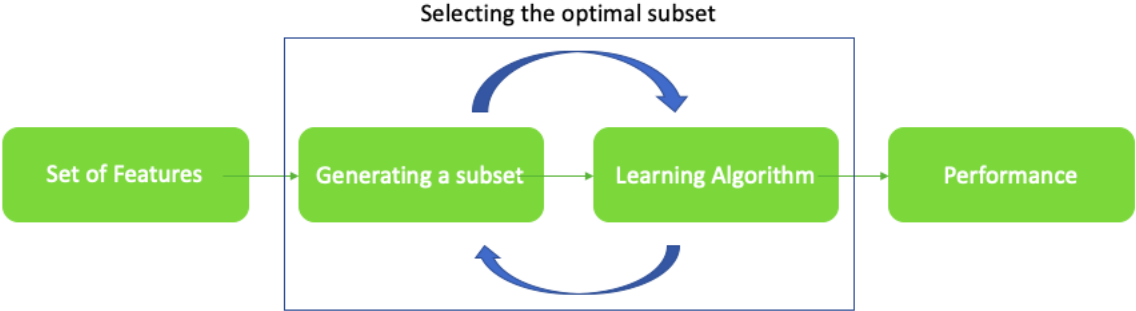 Selecting the optimal subset
Set of Features
Generating a subset
Learning Algorithm
Performance